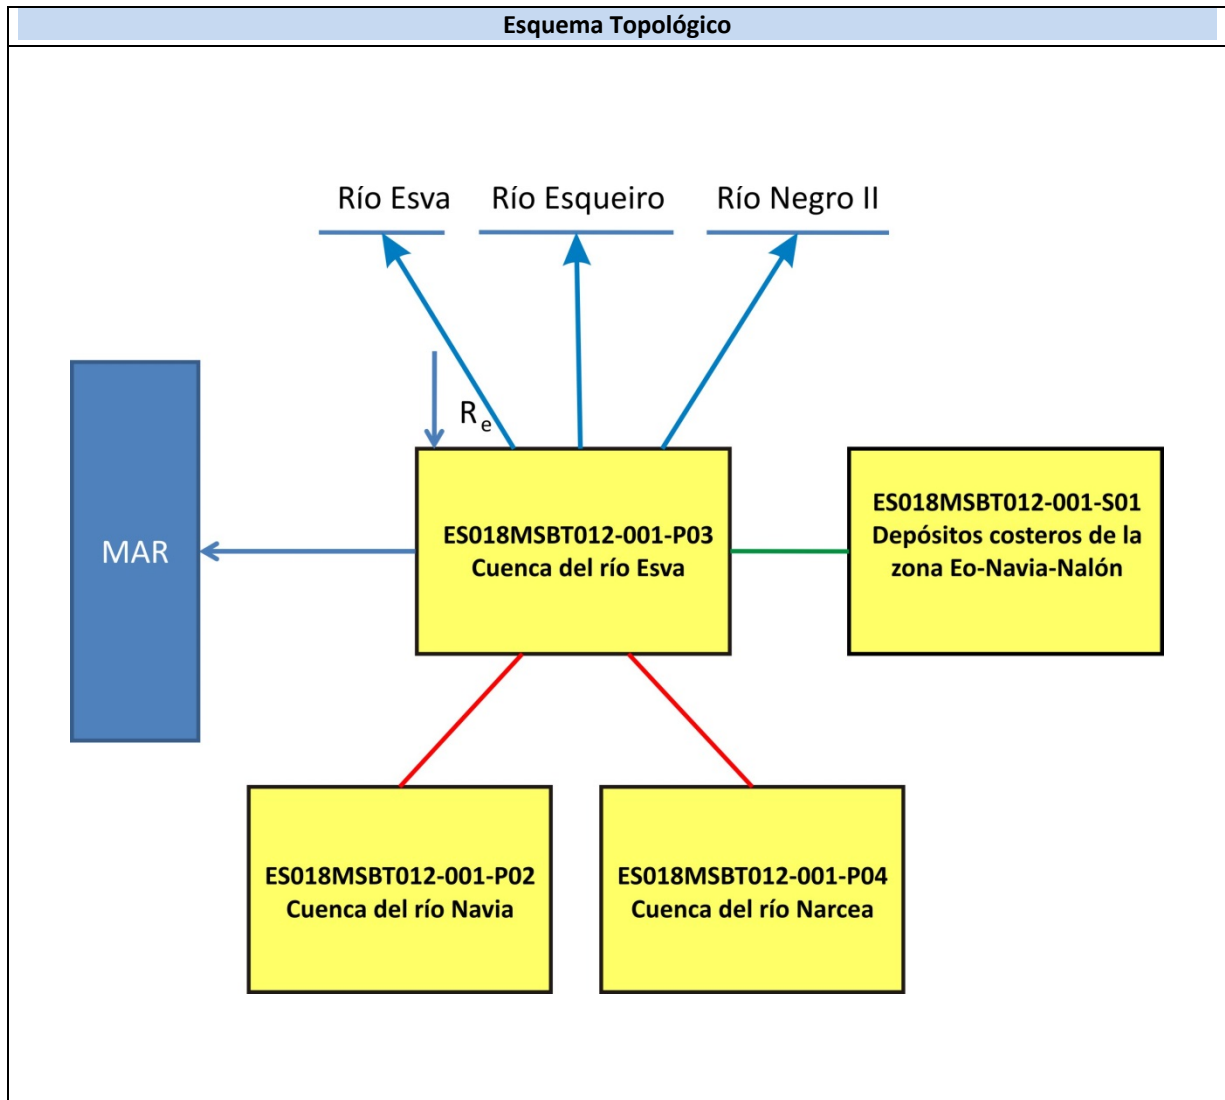 Esquema Topológico
Río Esva
Río Esqueiro
Río Negro II
Re
MAR
ES018MSBT012-001-P03
Cuenca del río Esva
ES018MSBT012-001-S01
Depósitos costeros de la
zona Eo-Navia-Nalón
ES018MSBT012-001-P02
Cuenca del río Navia
ES018MSBT012-001-P04
Cuenca del río Narcea